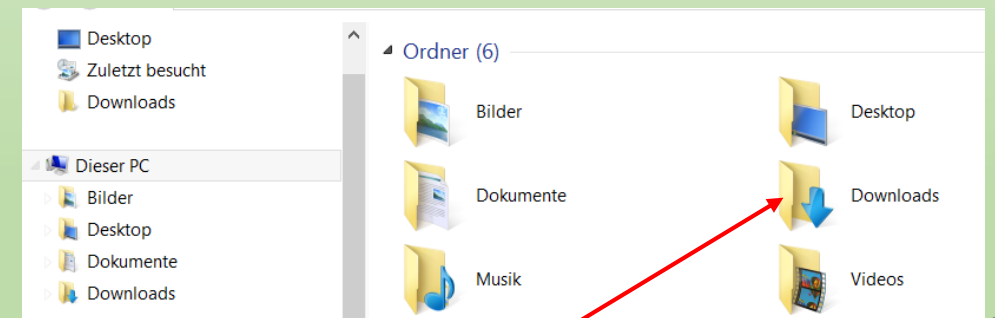 Desktop
Zuletzt besucht
Downloads
Dieser PC
Bilder
Desktop
Dokumente
Downloads
Ordner (6)
Bilder
Desktop
Dokumente
Downloads
Musik
Videos